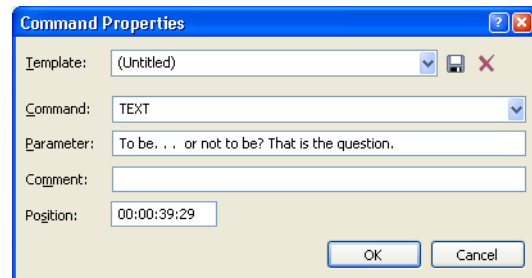 Command Properties
Template: (Untitled)
Command: TEXT
Parameter: To be. . . or not to be? That is the question.
Comment:
Position: 00:00:39:29
OK Cancel